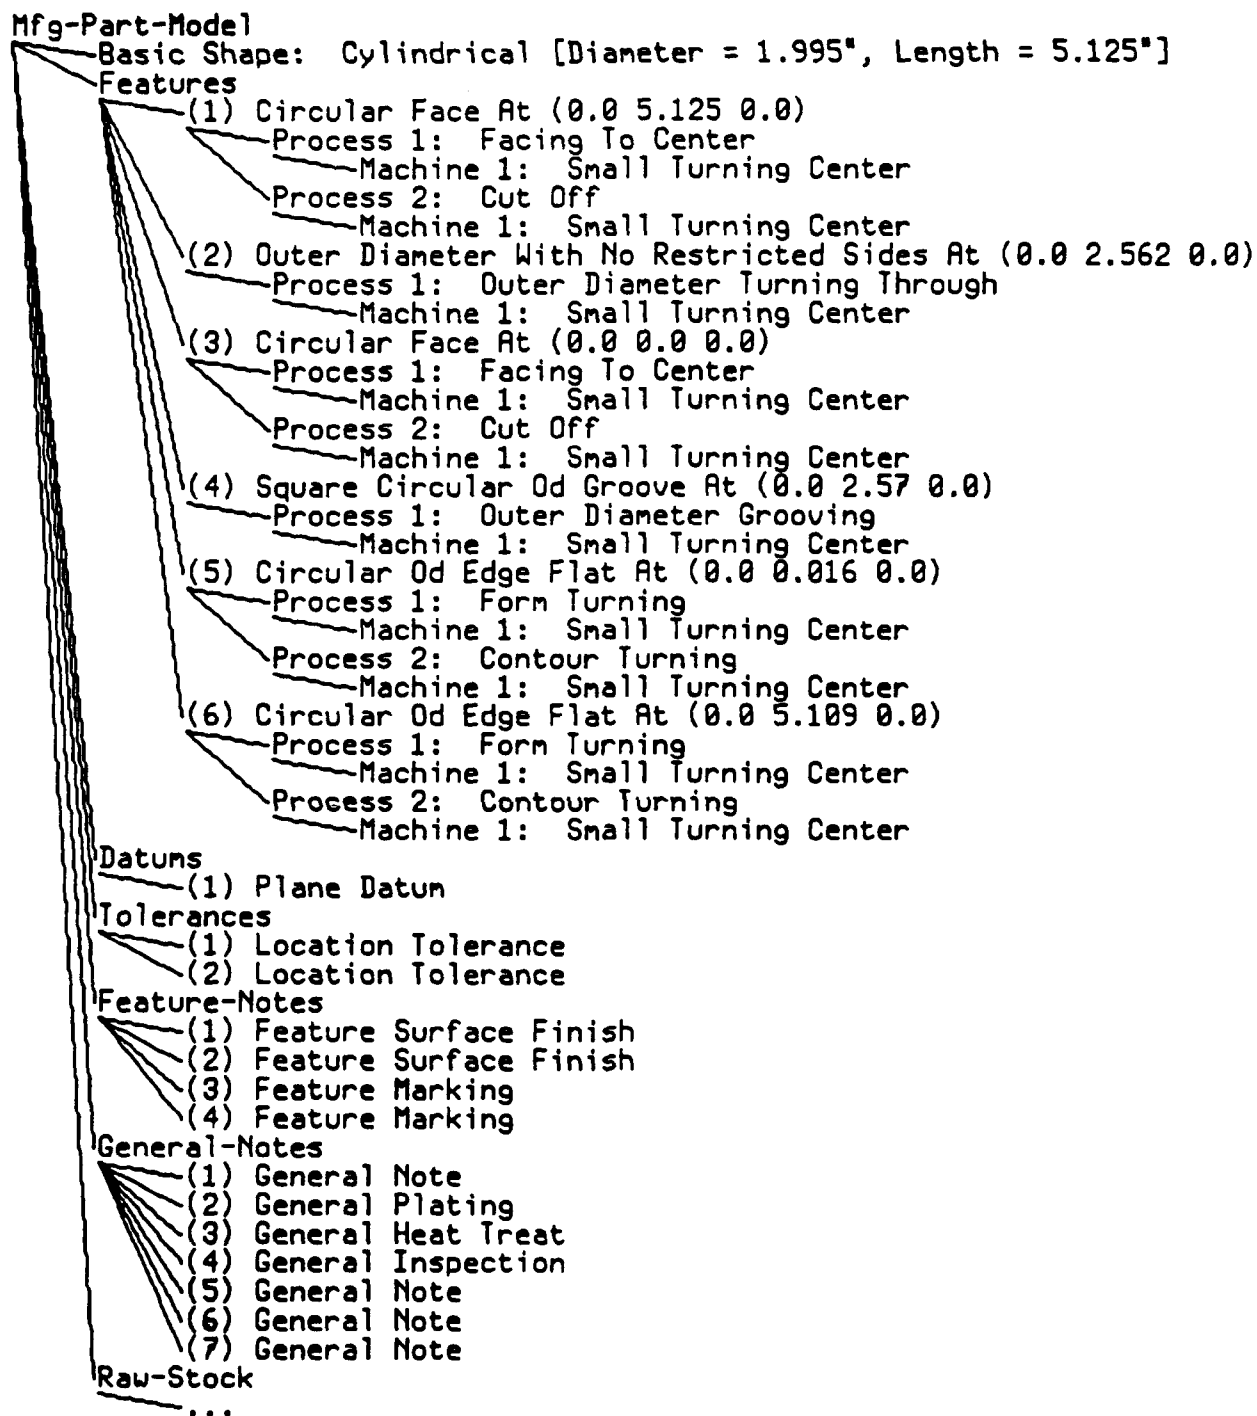 Mfg-Part-Model
Basic Shape: Cylindrical [Diameter = 1.995", Length = 5.125"]
Features
(1) Circular Face At (0.0 5.125 0.0)
Process 1: Facing To Center
Machine 1: Small Turning Center
Process 2: Cut Off
Machine 1: Small Turning Center
(2) Outer Diameter With No Restricted Sides At (0.0 2.562 0.0)
Process 1: Outer Diameter Turning Through
Machine 1: Small Turning Center
(3) Circular Face At (0.0 0.0 0.0)
Process 1: Facing To Center
Machine 1: Small Turning Center
Process 2: Cut Off
Machine 1: Small Turning Center
(4) Square Circular Od Groove At (0.0 2.57 0.0)
Process 1: Outer Diameter Grooving
Machine 1: Small Turning Center
(5) Circular Od Edge Flat At (0.0 0.016 0.0)
Process 1: Form Turning
Machine 1: Small Turning Center
Process 2: Contour Turning
Machine 1: Small Turning Center
(6) Circular Od Edge Flat At (0.0 5.109 0.0)
Process 1: Form Turning
Machine 1: Small Turning Center
Process 2: Contour Turning
Machine 1: Small Turning Center
Datums
(1) Plane Datum
Tolerances
(1) Location Tolerance
(2) Location Tolerance
Feature-Notes
(1) Feature Surface Finish
(2) Feature Surface Finish
(3) Feature Marking
(4) Feature Marking
General-Notes
(1) General Note
(2) General Plating
(3) General Heat Treat
(4) General Inspection
(5) General Note
(6) General Note
(7) General Note
Raw-Stock
...